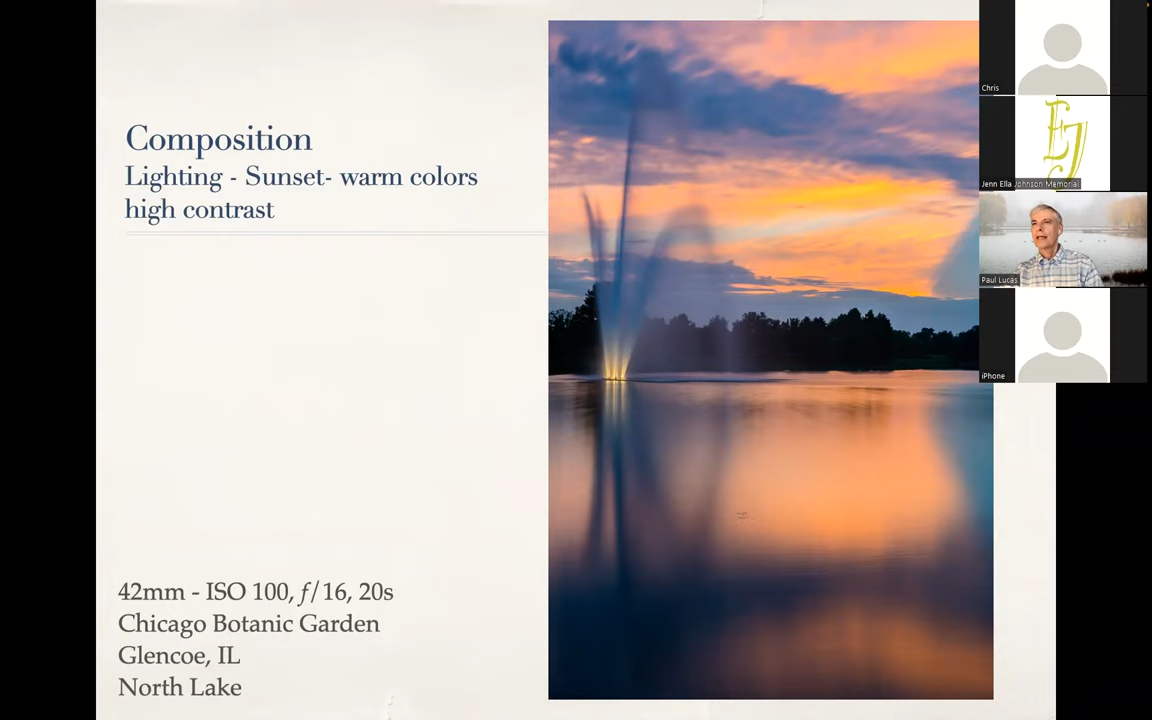 Composition
Lighting - Sunset- warm colors
high contrast
42mm - ISO 100, f/16, 20s
Chicago Botanic Garden
Glencoe, IL
North Lake
Chris
EJ
Jenn Ella Johnson Memorial
Paul Lucas
iPhone